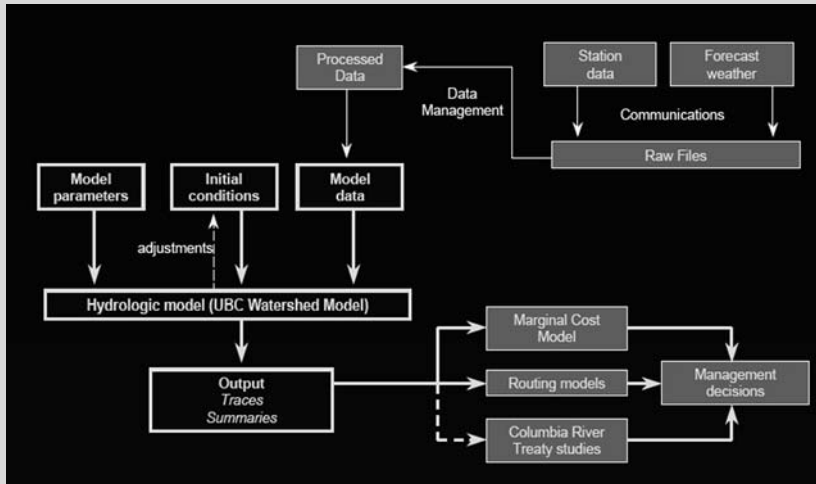 Processed
Data
Station
data
Forecast
weather
Data
Management
Communications
Raw Files
Model
parameters
Initial
conditions
Model
data
adjustments
Hydrologic model (UBC Watershed Model)
Marginal Cost
Model
Output
Traces
Summaries
Routing models
Management
decisions
Columbia River
Treaty studies